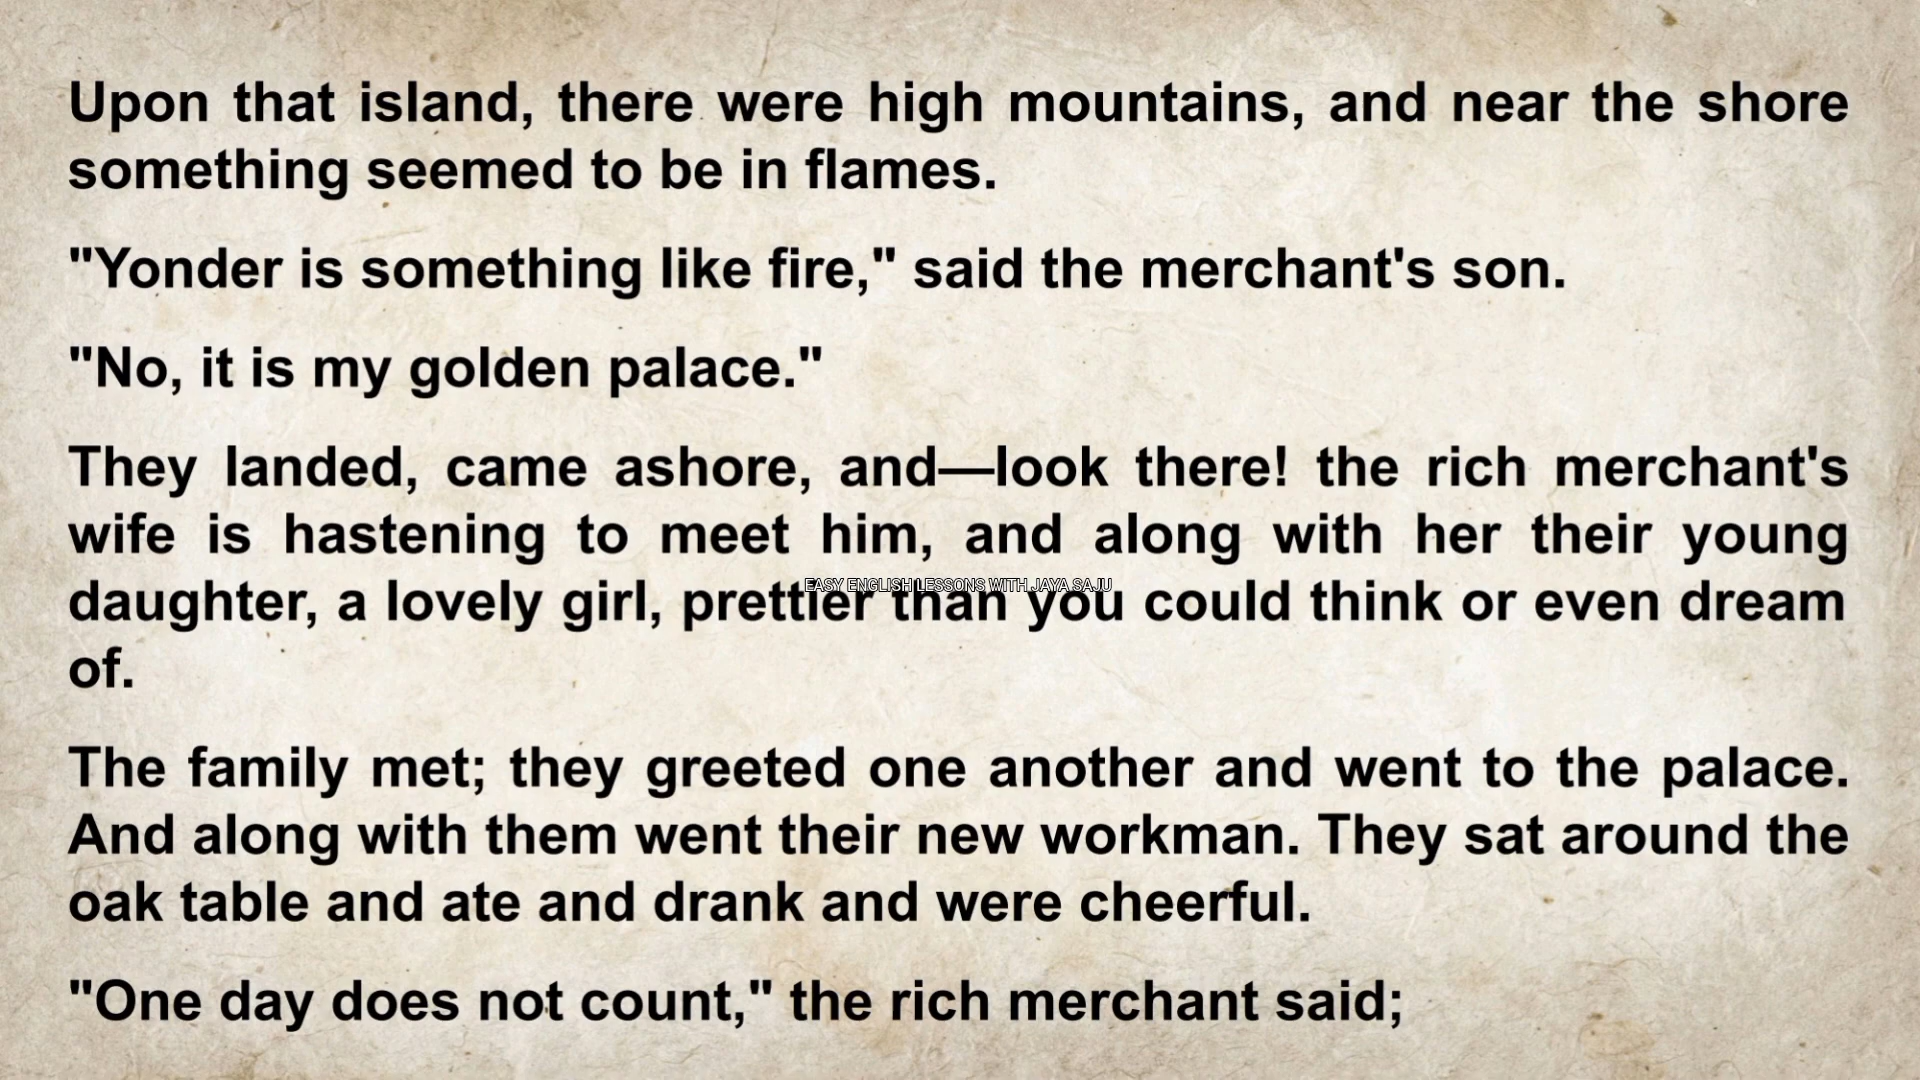 Upon that island, there were high mountains, and near the shore
something seemed to be in flames.
"Yonder is something like fire," said the merchant's son.
"No, it is my golden palace."
They landed, came ashore, and—look there! the rich merchant's
wife is hastening to meet him, and along with her their young
EASY ENGLISH LESSONS WITH JAYA SAJU
daughter, a lovely girl, prettier than you could think or even dream
of.
The family met; they greeted one another and went to the palace.
And along with them went their new workman. They sat around the
oak table and ate and drank and were cheerful.
"One day does not count," the rich merchant said;